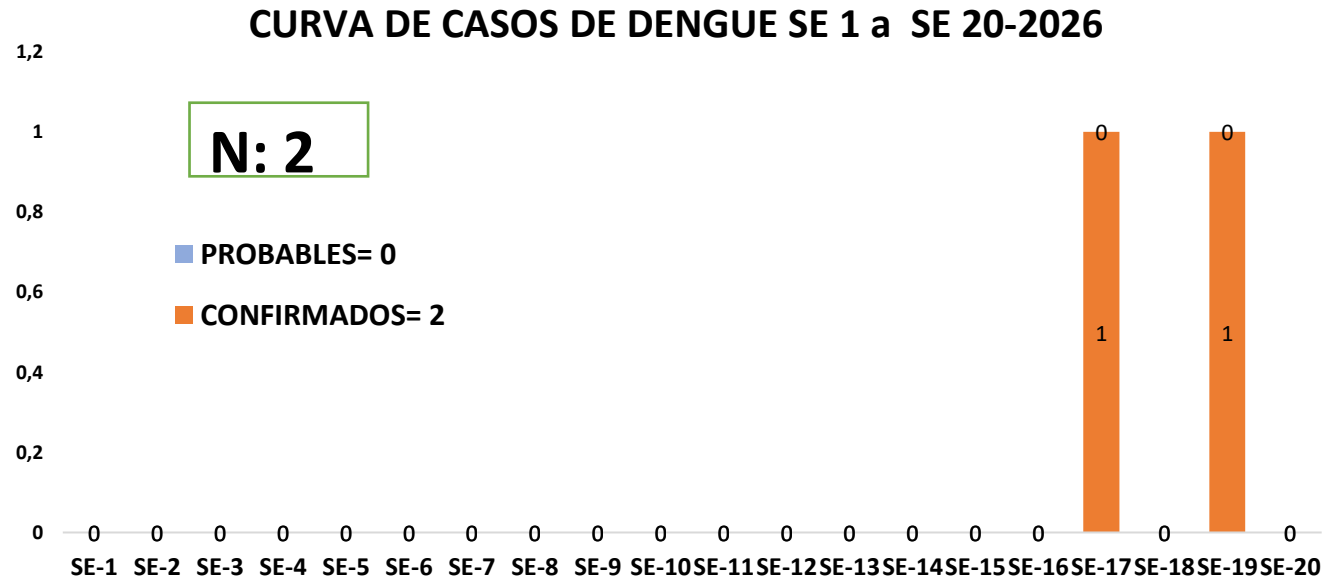 CURVA DE CASOS DE DENGUE SE 1 a SE 20-2026
1,2
1
0,8
0,6
0,4
0,2
0
N: 2
PROBABLES= 0
CONFIRMADOS= 2
0 0
1 1
0 0 0 0 0 0 0 0 0 0 0 0 0 0 0 0 0 0
SE-1 SE-2 SE-3 SE-4 SE-5 SE-6 SE-7 SE-8 SE-9 SE-10 SE-11 SE-12 SE-13 SE-14 SE-15 SE-16 SE-17 SE-18 SE-19 SE-20